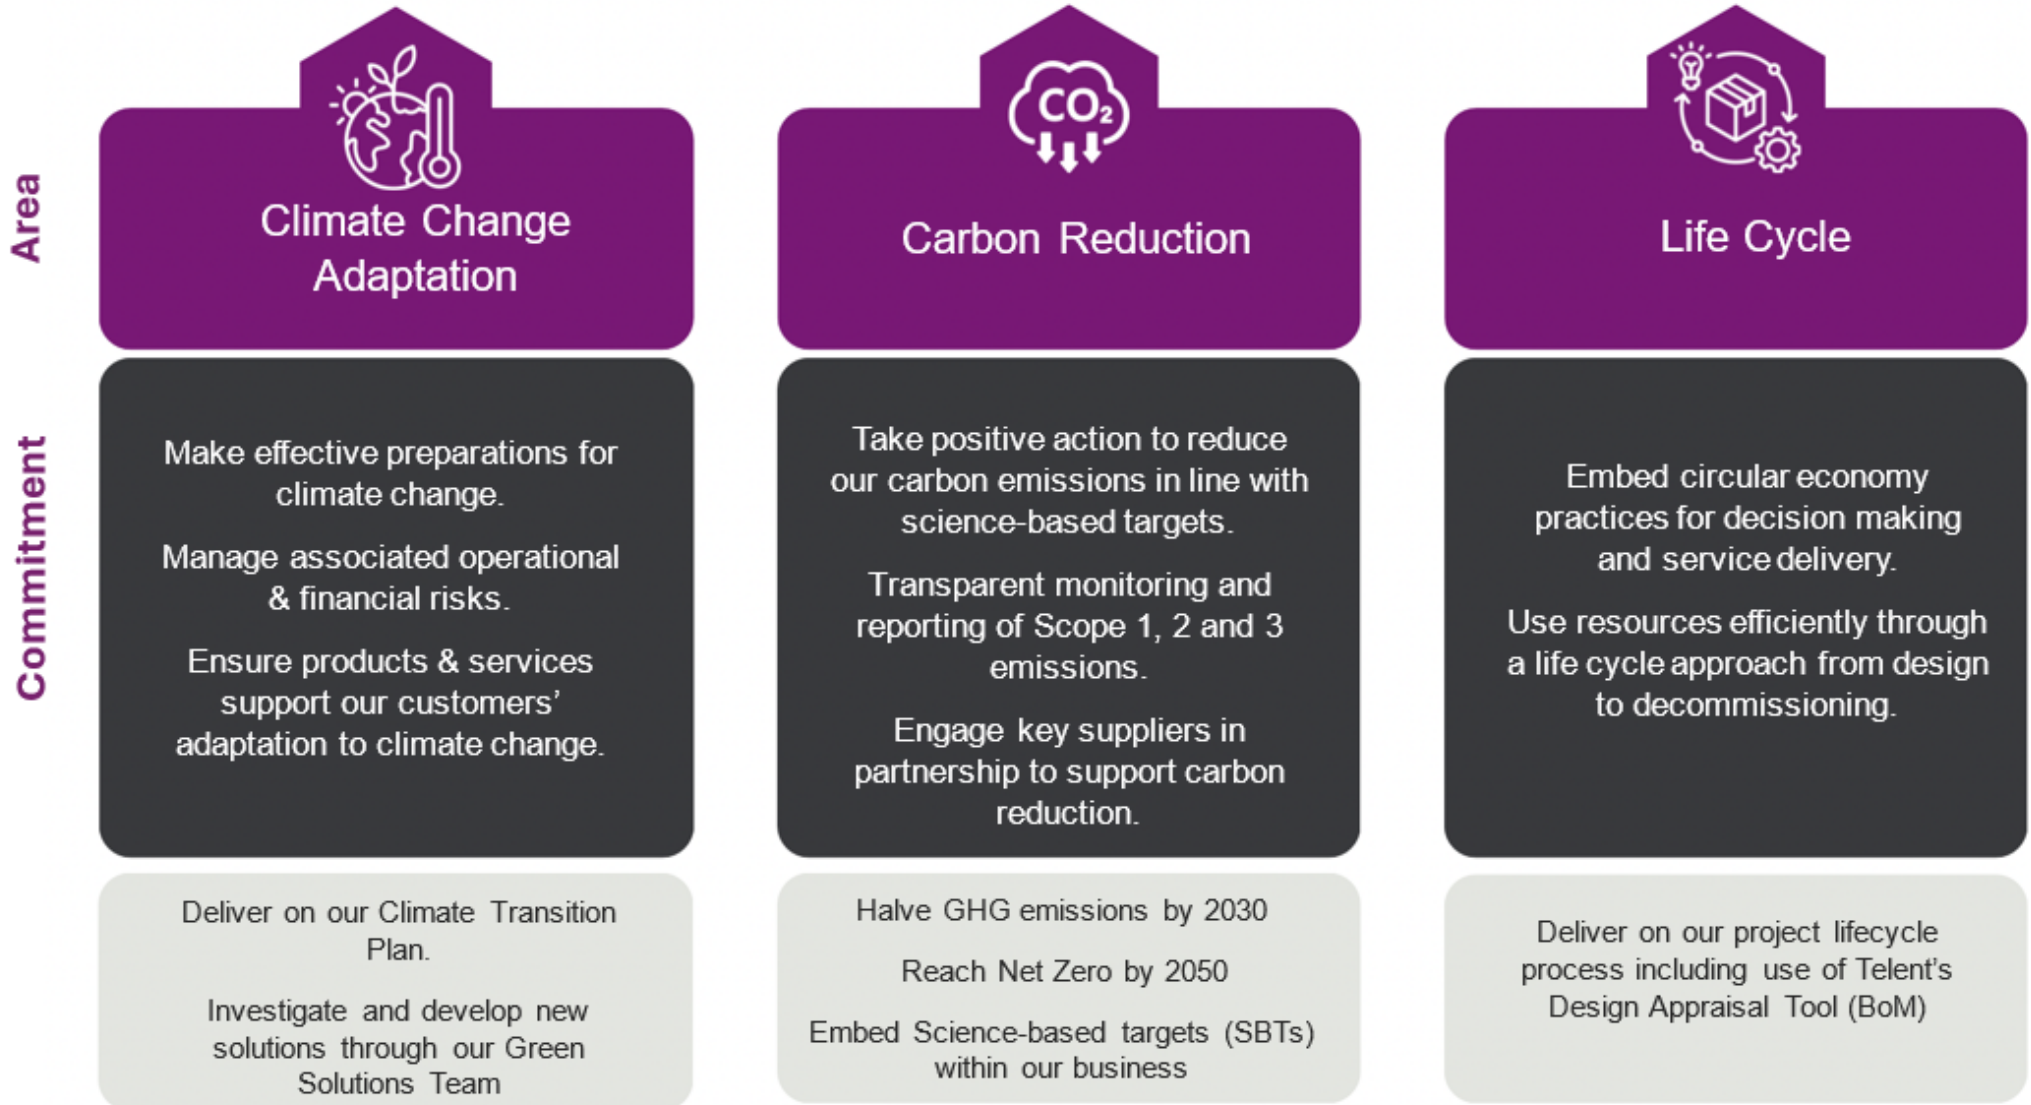 Area
Climate Change
Adaptation
CO₂
Carbon Reduction
Life Cycle
Commitment
Make effective preparations for
climate change.
Manage associated operational
& financial risks.
Ensure products & services
support our customers’
adaptation to climate change.
Take positive action to reduce
our carbon emissions in line with
science-based targets.
Transparent monitoring and
reporting of Scope 1, 2 and 3
emissions.
Engage key suppliers in
partnership to support carbon
reduction.
Embed circular economy
practices for decision making
and service delivery.
Use resources efficiently through
a life cycle approach from design
to decommissioning.
Deliver on our Climate Transition
Plan.
Investigate and develop new
solutions through our Green
Solutions Team
Halve GHG emissions by 2030
Reach Net Zero by 2050
Embed Science-based targets (SBTs)
within our business
Deliver on our project lifecycle
process including use of Telent’s
Design Appraisal Tool (BoM)